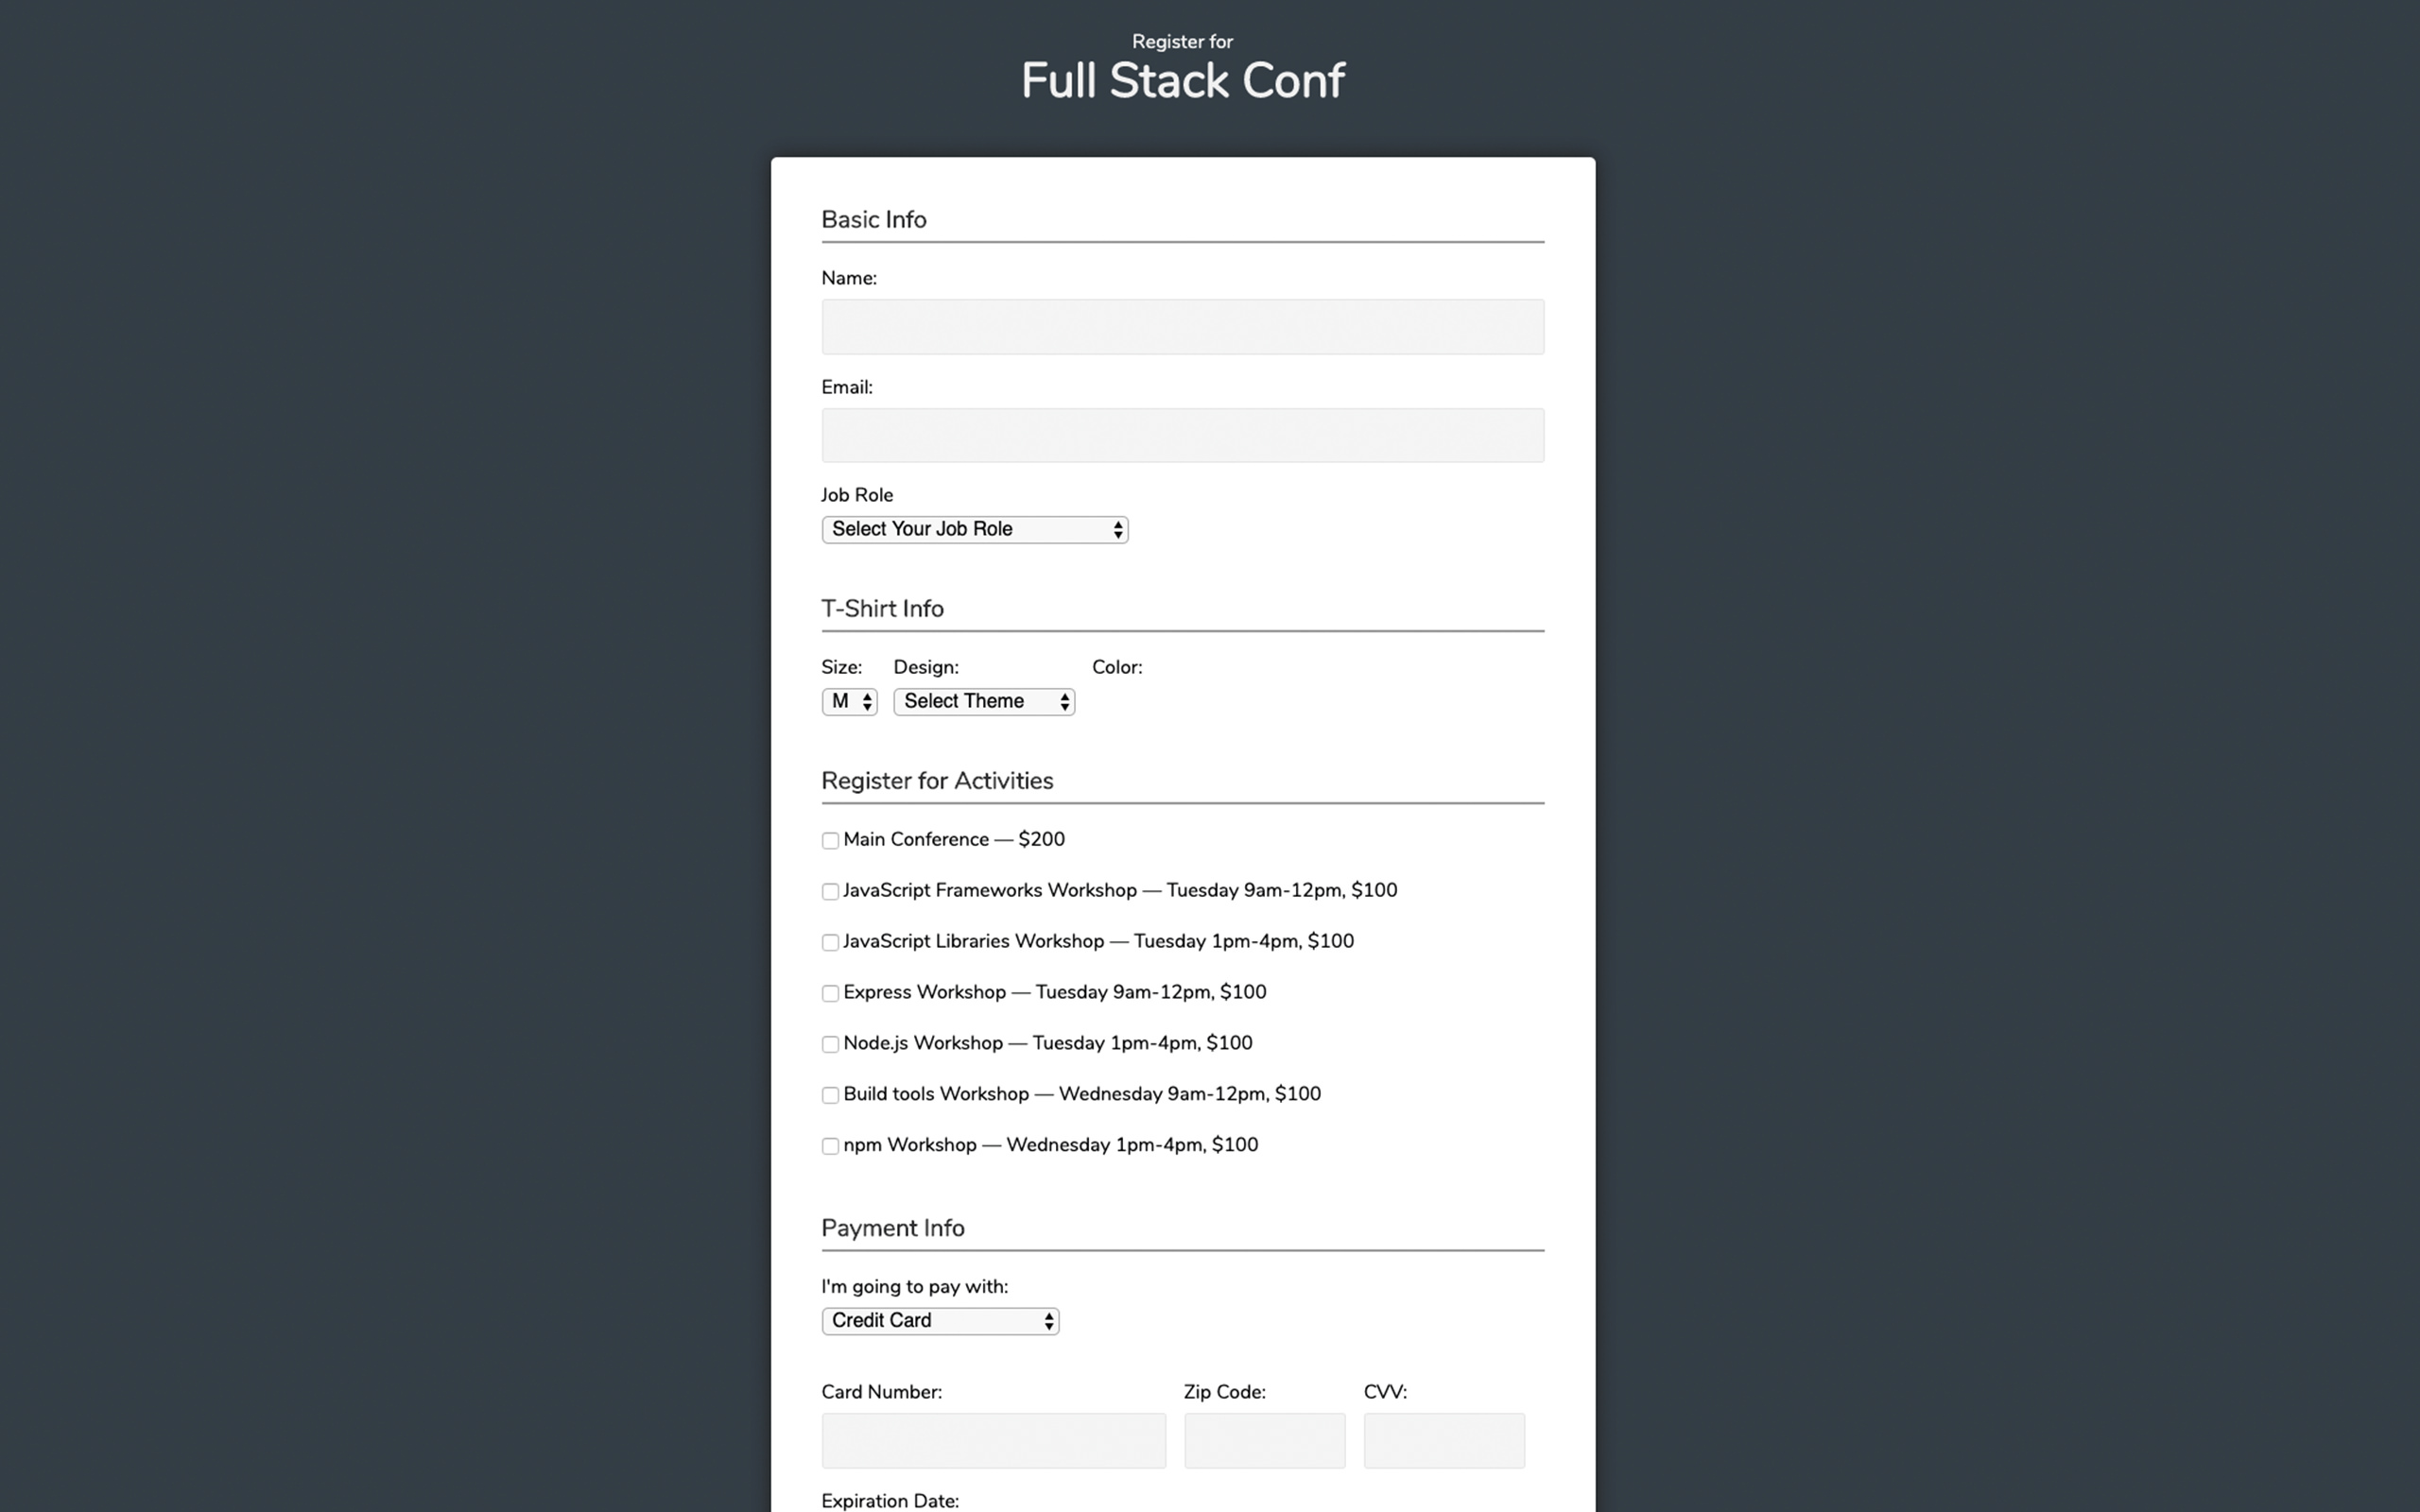 Register for
Full Stack Conf
Basic Info
Name:
Email:
Job Role
Select Your Job Role
T-Shirt Info
Size: Design: Color:
M Select Theme
Register for Activities
Main Conference — $200
JavaScript Frameworks Workshop — Tuesday 9am-12pm, $100
JavaScript Libraries Workshop — Tuesday 1pm-4pm, $100
Express Workshop — Tuesday 9am-12pm, $100
Node.js Workshop — Tuesday 1pm-4pm, $100
Build tools Workshop — Wednesday 9am-12pm, $100
npm Workshop — Wednesday 1pm-4pm, $100
Payment Info
I'm going to pay with:
Credit Card
Card Number: Zip Code: CVV:
Expiration Date: